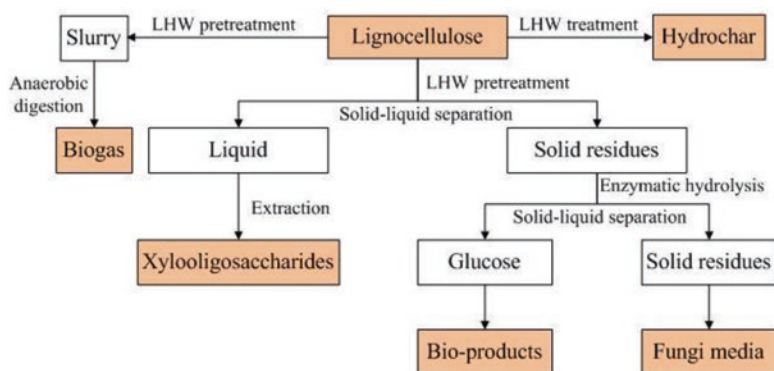 LHW pretreatment
LHW treatment
Slurry
Lignocellulose
Hydrochar
Anaerobic
digestion
LHW pretreatment
Solid-liquid separation
Biogas
Liquid
Solid residues
Enzymatic hydrolysis
Extraction
Solid-liquid separation
Xylooligosaccharides
Glucose
Solid residues
Bio-products
Fungi media